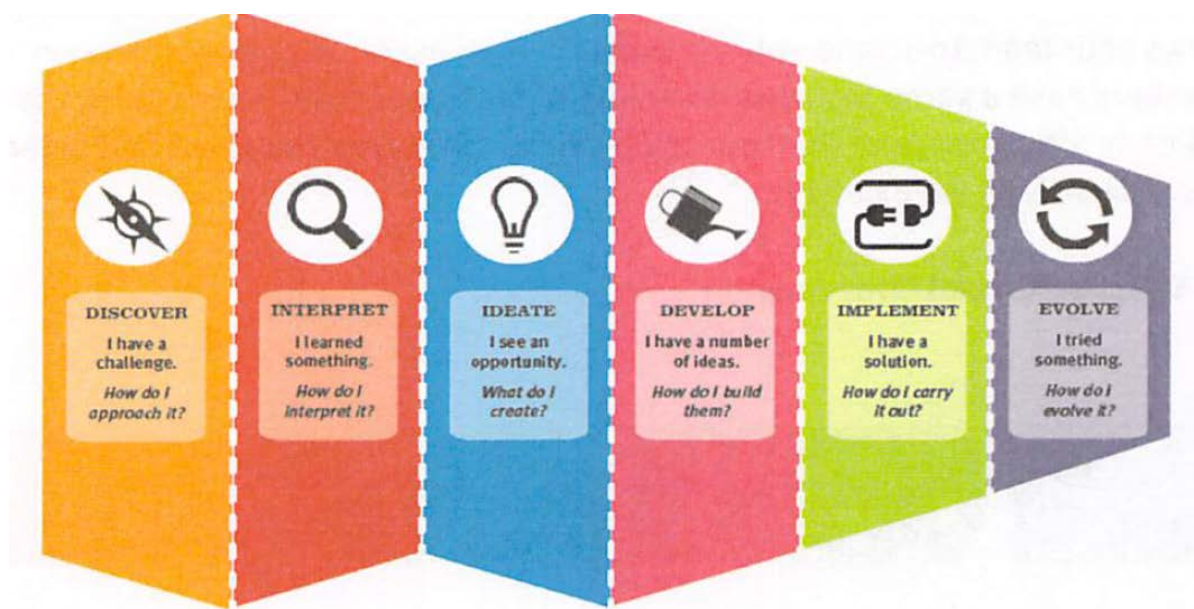 DISCOVER
I have a
challenge.
How do I
approach it?
INTERPRET
I learned
something.
How do I
interpret it?
IDEATE
I see an
opportunity.
What do I
create?
DEVELOP
I have a number
of ideas.
How do I build
them?
IMPLEMENT
I have a
solution.
How do I carry
it out?
EVOLVE
I tried
something.
How do I
evolve it?